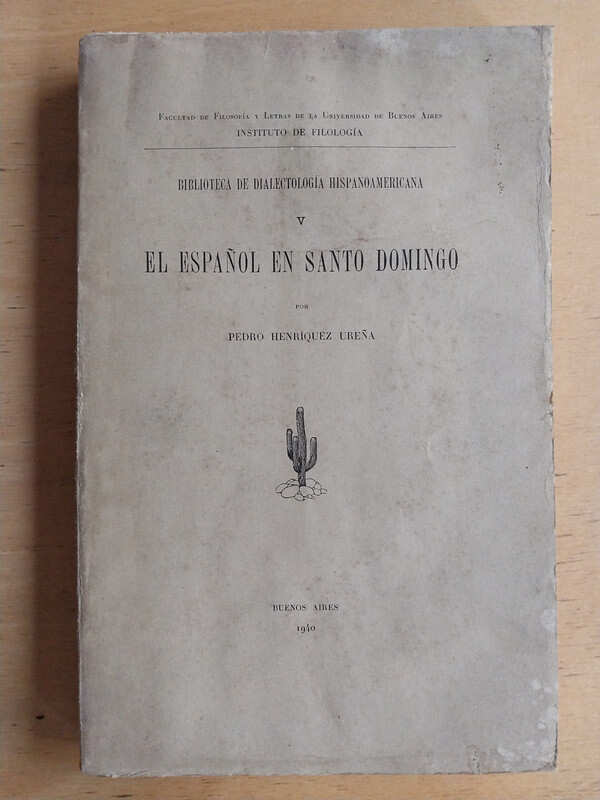 Facultad de Filosofía y Letras de la Universidad de Buenos Aires
INSTITUTO DE FILOLOGÍA
BIBLIOTECA DE DIALECTOLOGÍA HISPANOAMERICANA
V
EL ESPAÑOL EN SANTO DOMINGO
POR
PEDRO HENRÍQUEZ UREÑA
BUENOS AIRES
1940